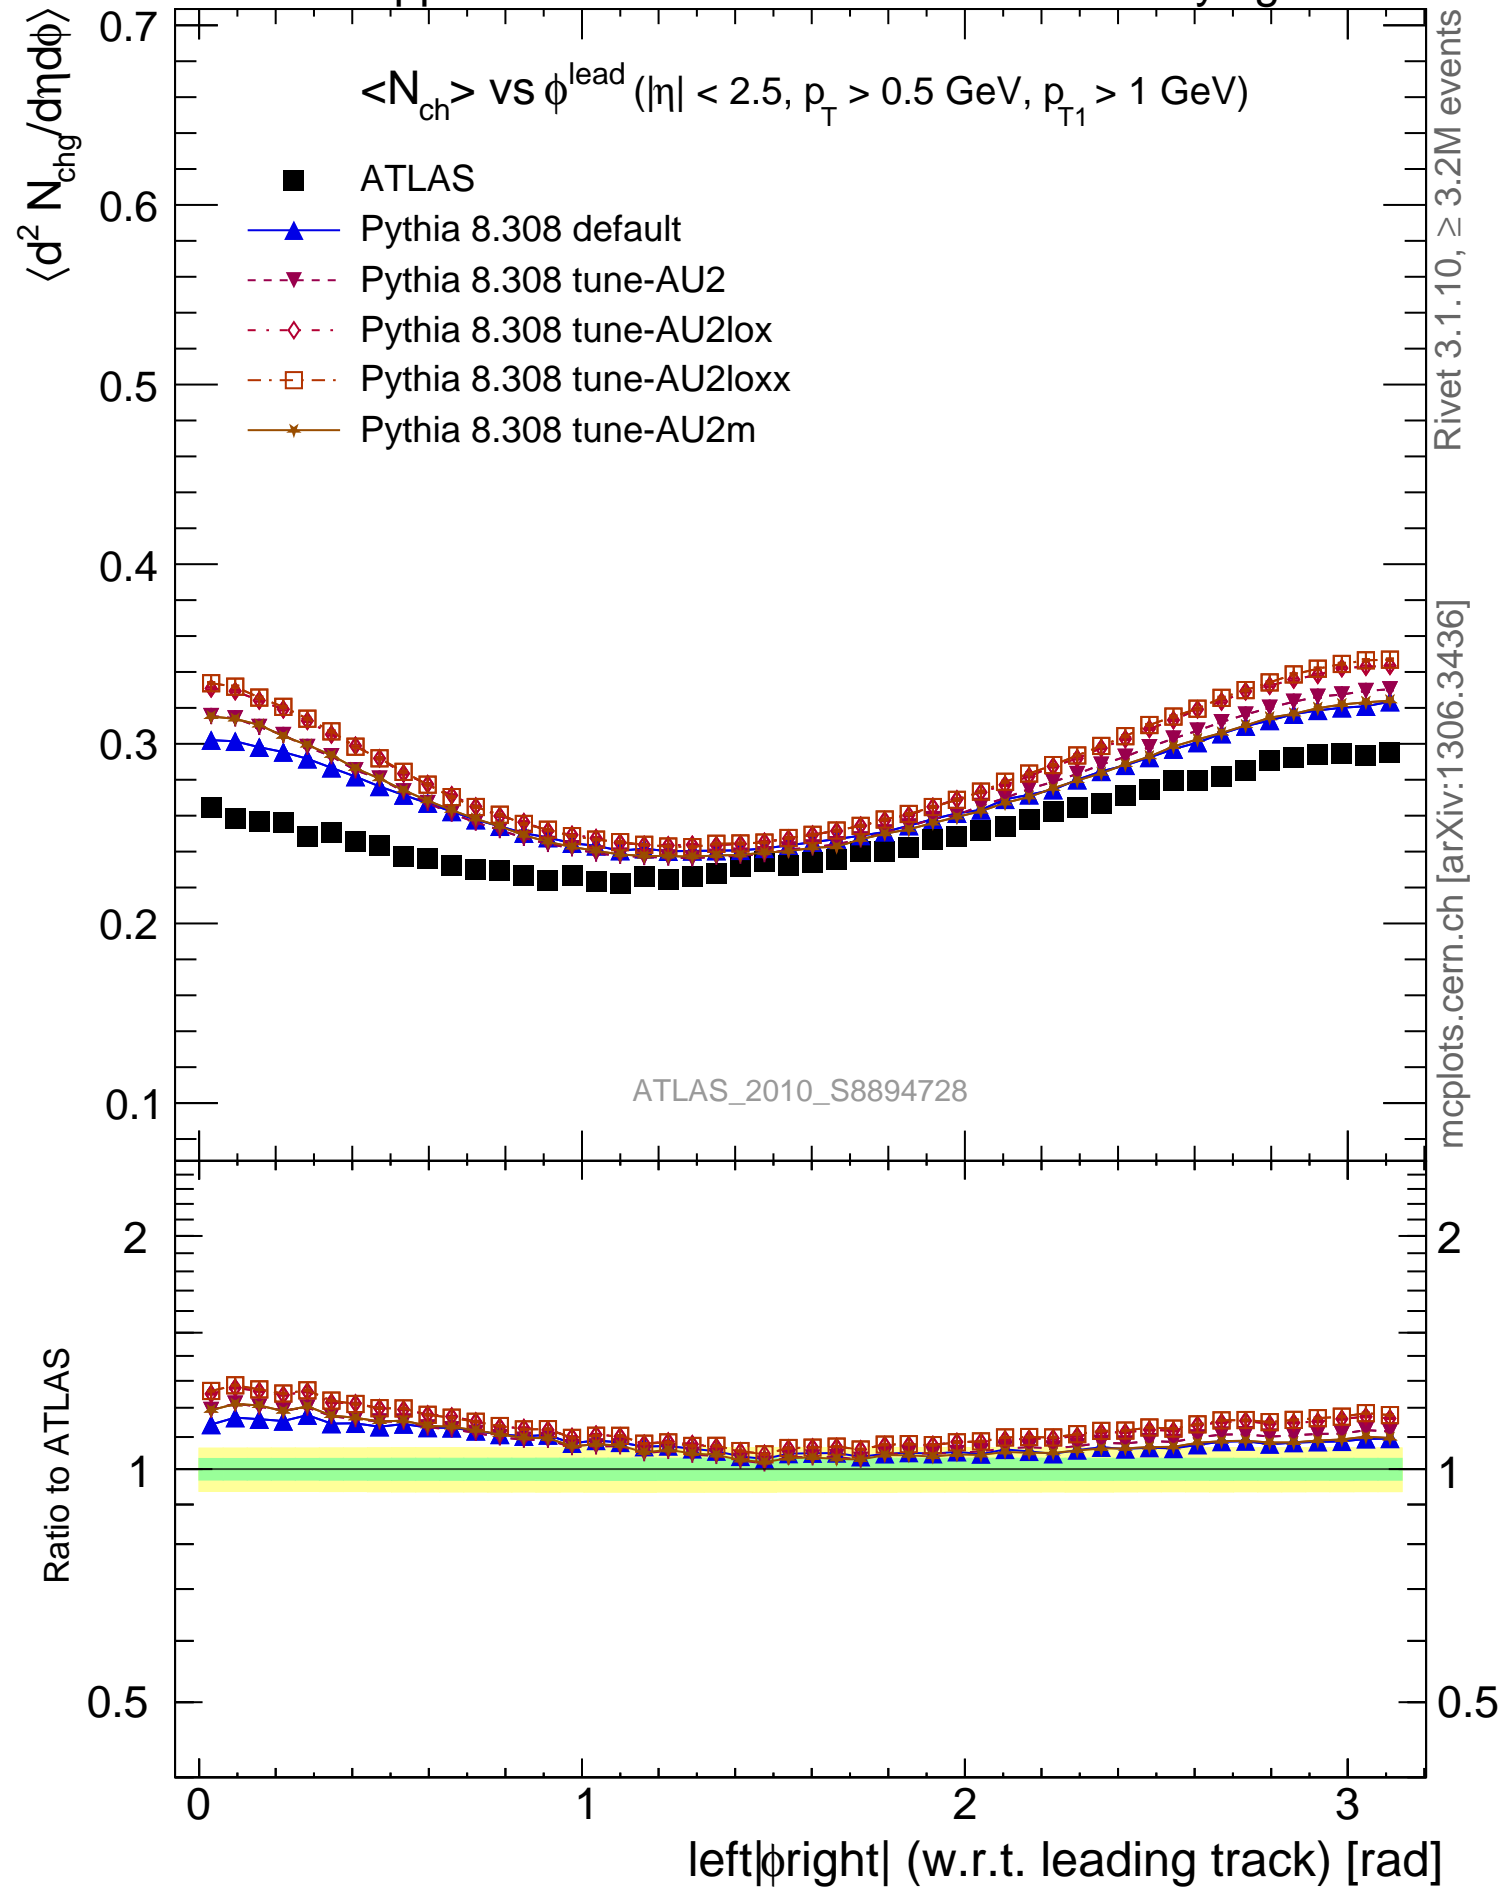 0.7
⟨d² N_chg/dηdϕ⟩
<N_ch> vs ϕ^lead (|η| < 2.5, p_T > 0.5 GeV, p_T1 > 1 GeV)
ATLAS
Pythia 8.308 default
Pythia 8.308 tune-AU2
Pythia 8.308 tune-AU2lox
Pythia 8.308 tune-AU2loxx
Pythia 8.308 tune-AU2m
0.6
0.5
0.4
0.3
0.2
0.1
ATLAS_2010_S8894728
Rivet 3.1.10, ≥ 3.2M events
mcplots.cern.ch [arXiv:1306.3436]
Ratio to ATLAS
2
1
0.5
2
1
0.5
0 1 2 3
left|ϕright| (w.r.t. leading track) [rad]